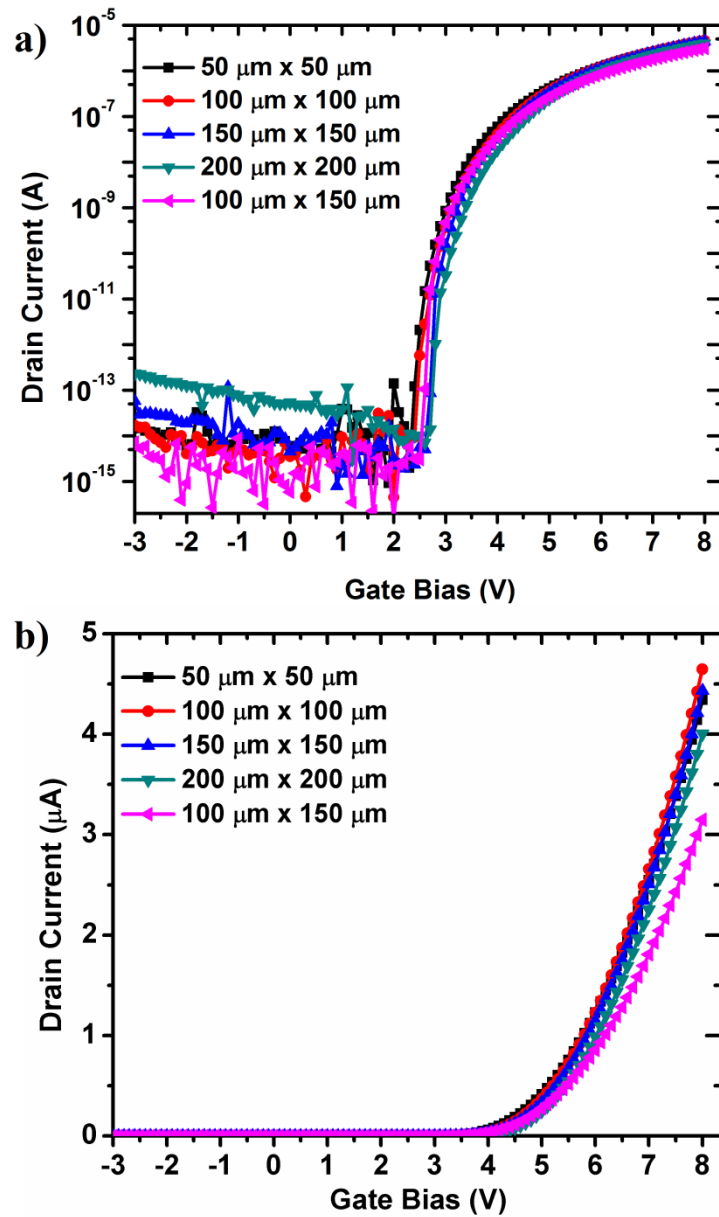 a)
50 μm x 50 μm
100 μm x 100 μm
150 μm x 150 μm
200 μm x 200 μm
100 μm x 150 μm
Drain Current (A)
10⁻⁵
10⁻⁷
10⁻⁹
10⁻¹¹
10⁻¹³
10⁻¹⁵
-3 -2 -1 0 1 2 3 4 5 6 7 8
Gate Bias (V)
b)
50 μm x 50 μm
100 μm x 100 μm
150 μm x 150 μm
200 μm x 200 μm
100 μm x 150 μm
Drain Current (μA)
5
4
3
2
1
0
-3 -2 -1 0 1 2 3 4 5 6 7 8
Gate Bias (V)